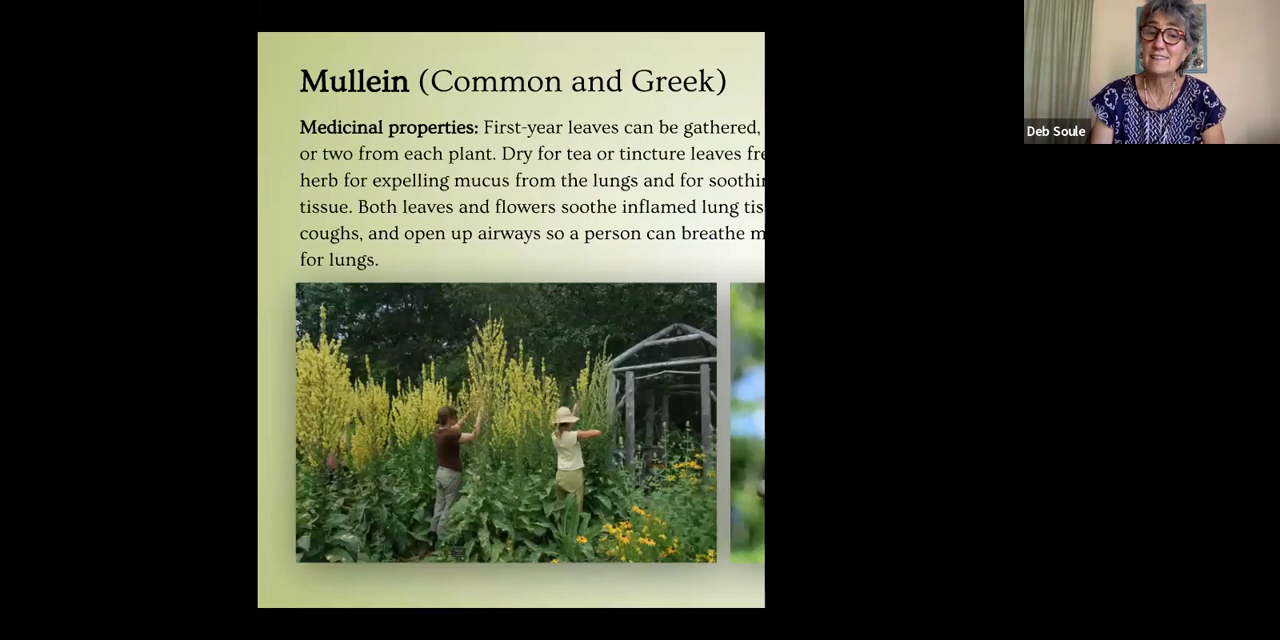 Mullein (Common and Greek)
Medicinal properties: First-year leaves can be gathered,
or two from each plant. Dry for tea or tincture leaves
herb for expelling mucus from the lungs and for
tissue. Both leaves and flowers soothe inflamed lung
coughs, and open up airways so a person can breathe
for lungs.
Deb Soule